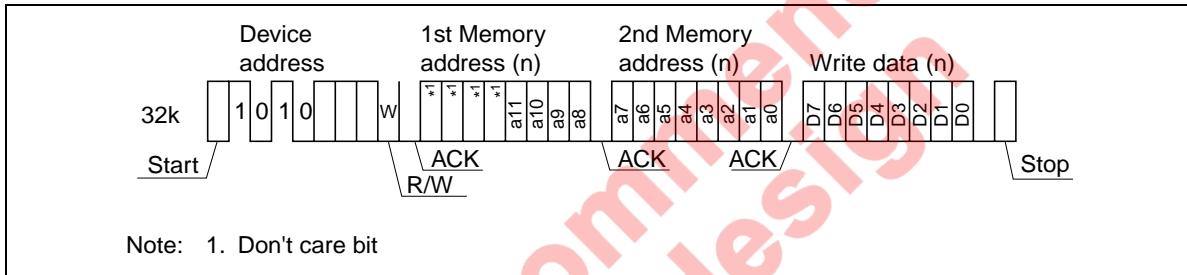 Device address
1st Memory address (n)
2nd Memory address (n)
Write data (n)
32k
1 0 1 0 W *1 *1 *1 *1 a11 a10 a9 a8 a7 a6 a5 a4 a3 a2 a1 a0 D7 D6 D5 D4 D3 D2 D1 D0
Start
ACK
ACK
ACK
Stop
R/W
Note: 1. Don't care bit
design